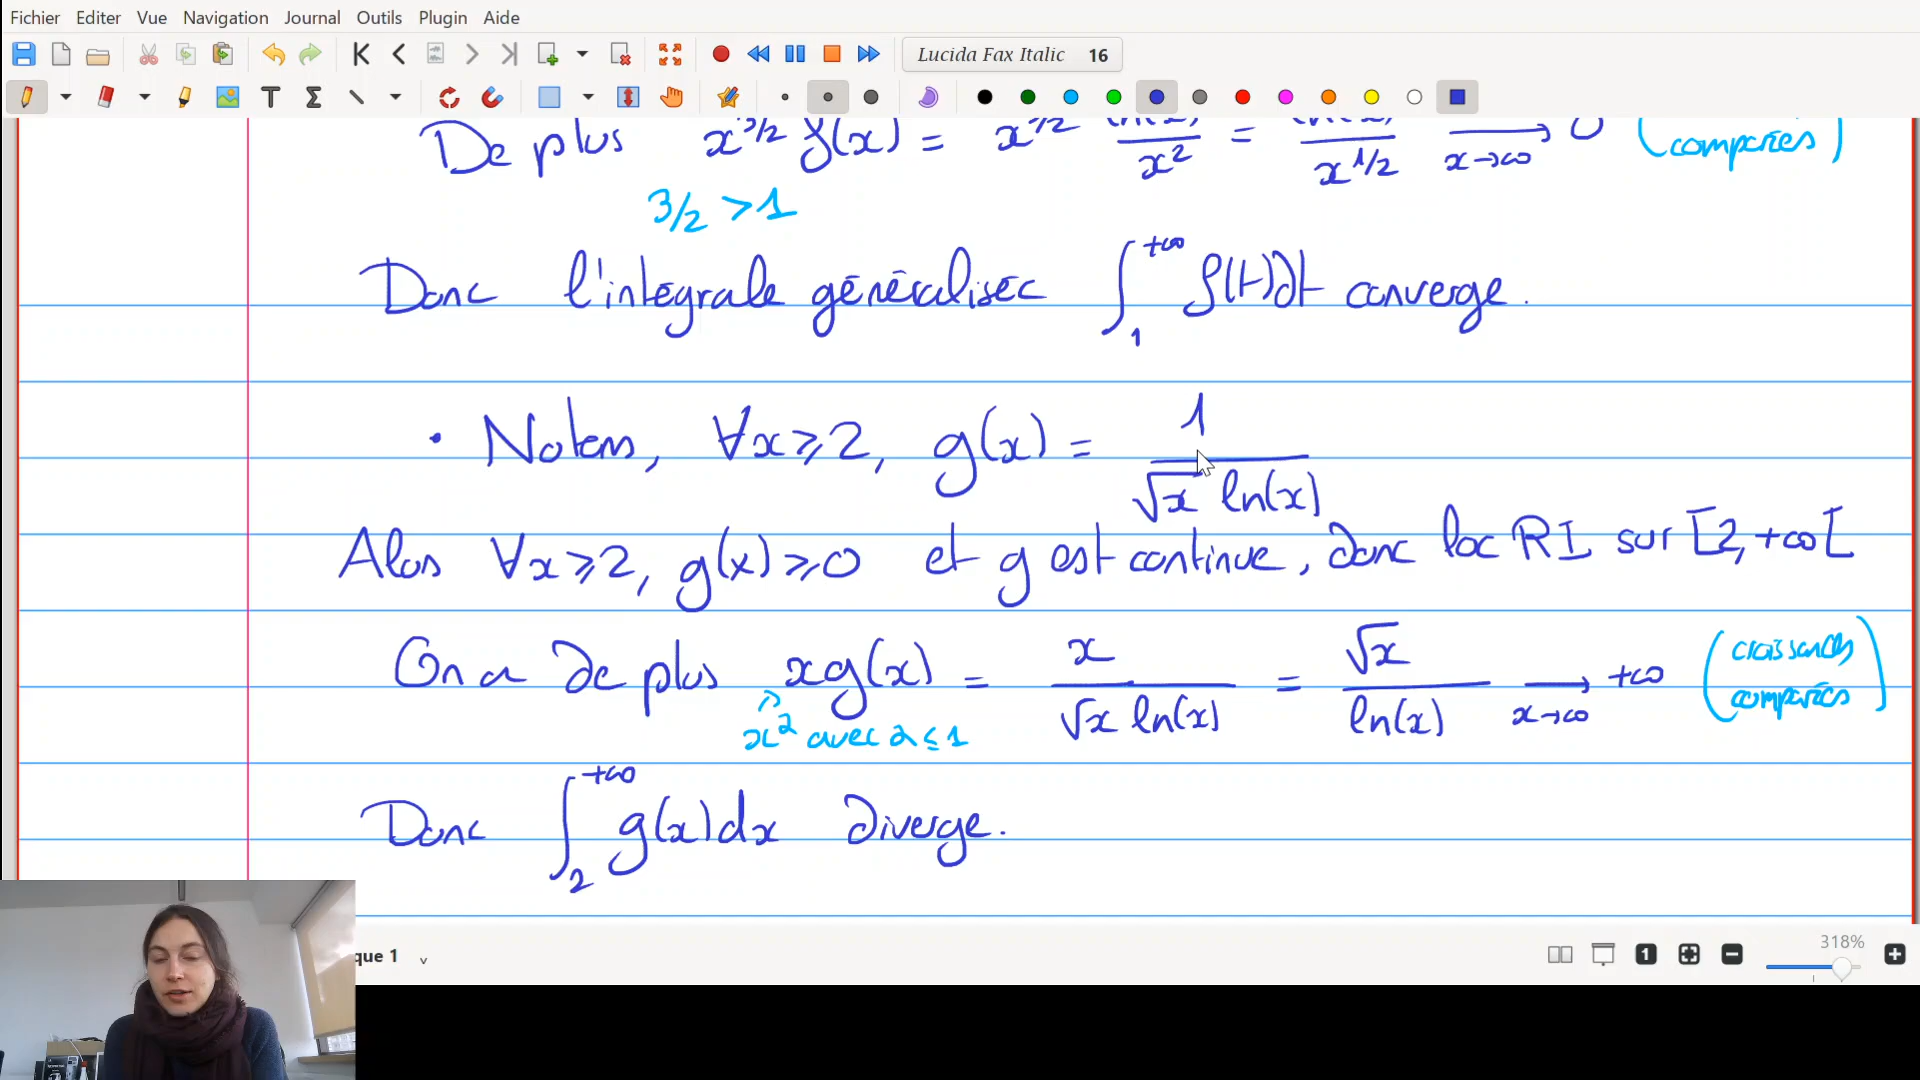 Fichier Editer Vue Navigation Journal Outils Plugin Aide
Lucida Fax Italic 16
De plus x^3/2 f(x) = x^3/2 ln(x)/x^2 = ln(x)/x^1/2 → 0 x→∞ (comparées)
3/2 > 1
Donc l'intégrale généralisée ∫_1^+∞ f(t)dt converge.
• Notons, ∀x ≥ 2, g(x) = 1/(√x ln(x))
Alors ∀x ≥ 2, g(x) ≥ 0 et g est continue, donc loc RI sur [2, +∞[
On a de plus x g(x) = x/(√x ln(x)) = √x/ln(x) → +∞ x→∞ (croissances comparées)
x^α avec α ≤ 1
Donc ∫_2^+∞ g(x)dx diverge.
que 1
318%